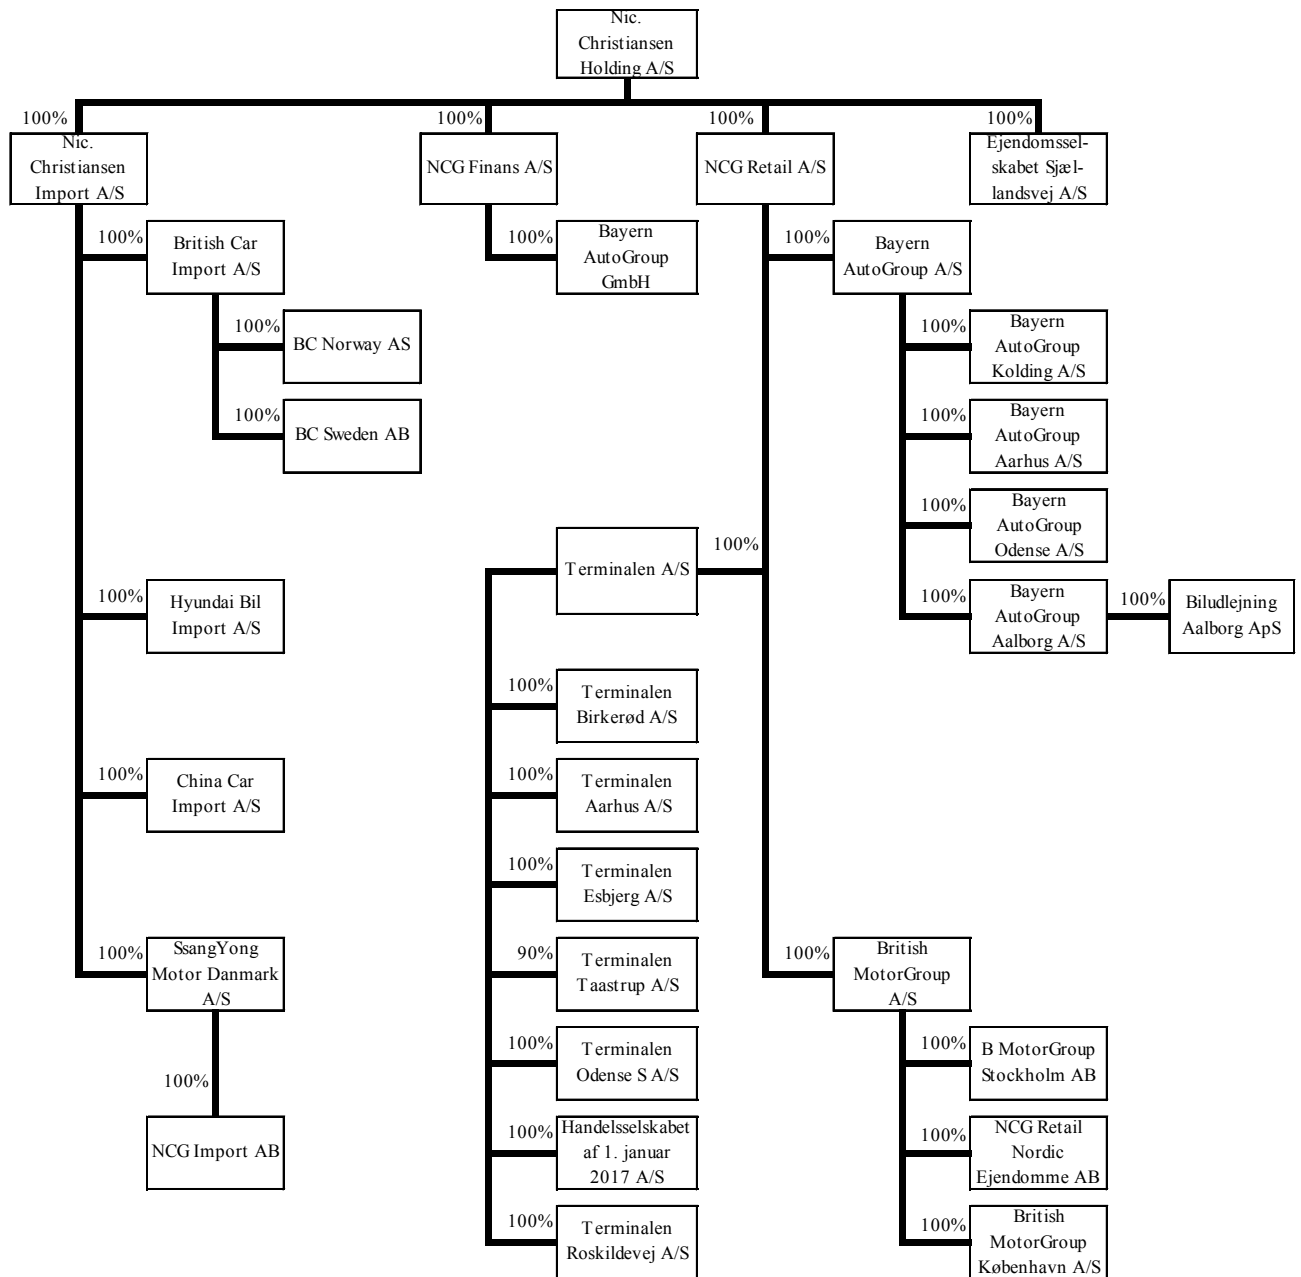 Nic.
Christiansen
Holding A/S
100%
100%
100%
100%
Nic.
Christiansen
Import A/S
NCG Finans A/S
NCG Retail A/S
Ejendomssel-
skabet Sjæl-
landsvej A/S
100%
British Car
Import A/S
100%
Bayern
AutoGroup
GmbH
100%
Bayern
AutoGroup A/S
100%
BC Norway AS
100%
Bayern
AutoGroup
Kolding A/S
100%
BC Sweden AB
100%
Bayern
AutoGroup
Aarhus A/S
100%
Bayern
AutoGroup
Odense A/S
Terminalen A/S
100%
100%
Hyundai Bil
Import A/S
100%
Bayern
AutoGroup
Aalborg A/S
100%
Biludlejning
Aalborg ApS
100%
Terminalen
Birkerød A/S
100%
China Car
Import A/S
100%
Terminalen
Aarhus A/S
100%
Terminalen
Esbjerg A/S
100%
SsangYong
Motor Danmark
A/S
90%
Terminalen
Taastrup A/S
100%
British
MotorGroup
A/S
100%
Terminalen
Odense S A/S
100%
B MotorGroup
Stockholm AB
100%
NCG Import AB
100%
Handelsselskabet
af 1. januar
2017 A/S
100%
NCG Retail
Nordic
Ejendomme AB
100%
Terminalen
Roskildevej A/S
100%
British
MotorGroup
København A/S